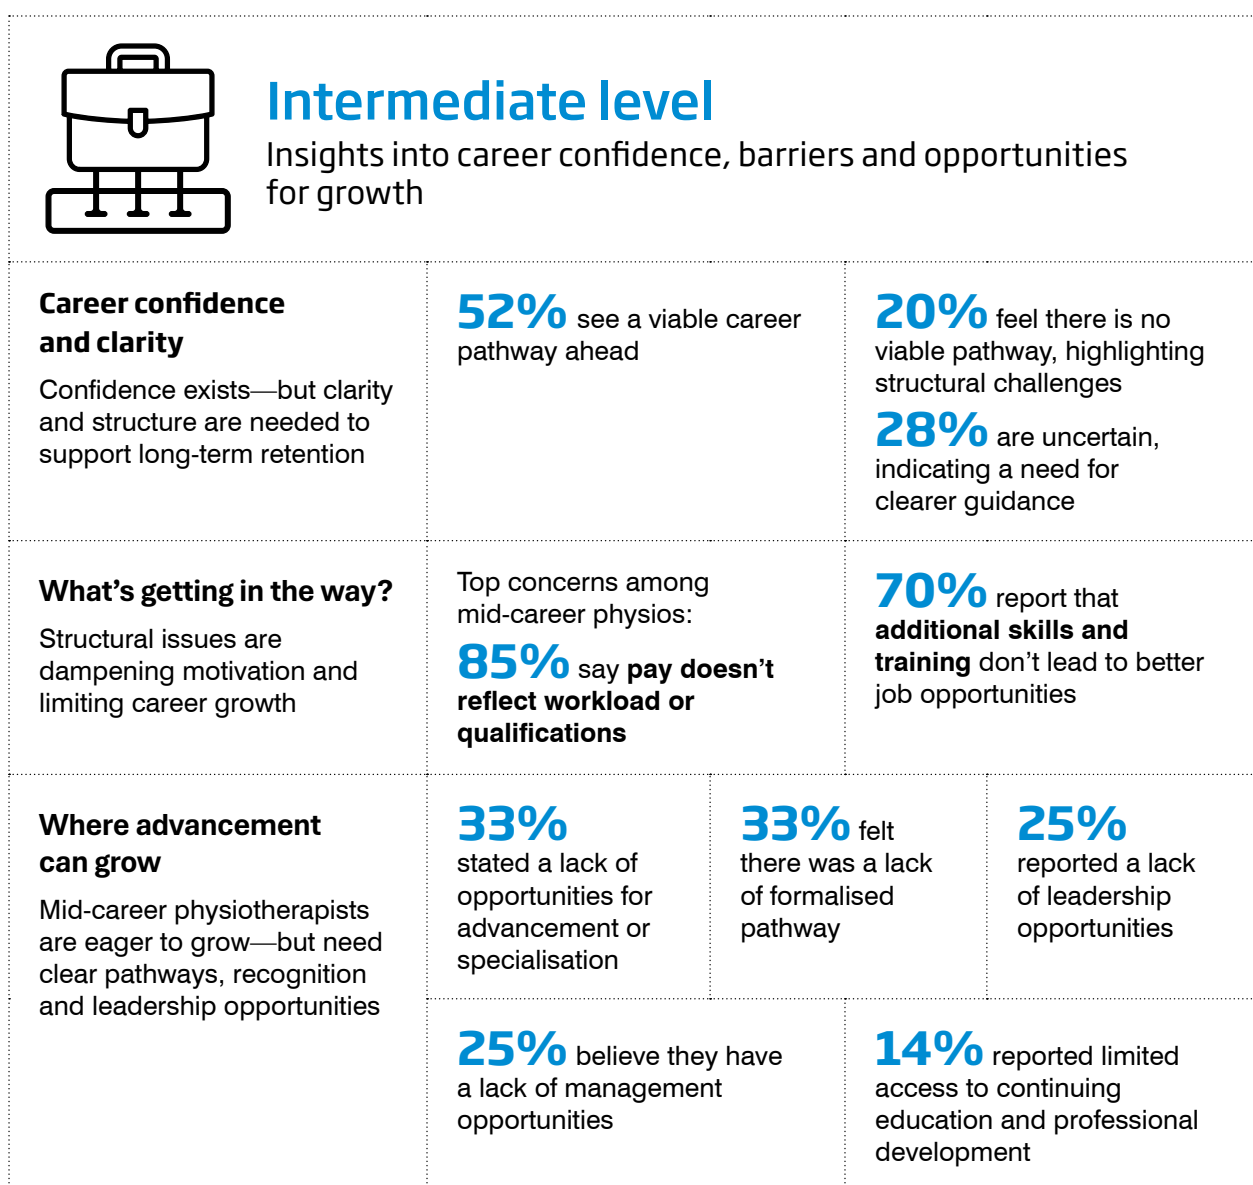 Intermediate level
Insights into career confidence, barriers and opportunities
for growth
Career confidence
and clarity
Confidence exists—but clarity
and structure are needed to
support long-term retention
52% see a viable career
pathway ahead
20% feel there is no
viable pathway, highlighting
structural challenges
28% are uncertain,
indicating a need for
clearer guidance
What’s getting in the way?
Structural issues are
dampening motivation and
limiting career growth
Top concerns among
mid-career physios:
85% say pay doesn’t
reflect workload or
qualifications
70% report that
additional skills and
training don’t lead to better
job opportunities
Where advancement
can grow
Mid-career physiotherapists
are eager to grow—but need
clear pathways, recognition
and leadership opportunities
33%
stated a lack of
opportunities for
advancement or
specialisation
33% felt
there was a lack
of formalised
pathway
25%
reported a lack
of leadership
opportunities
25% believe they have
a lack of management
opportunities
14% reported limited
access to continuing
education and professional
development